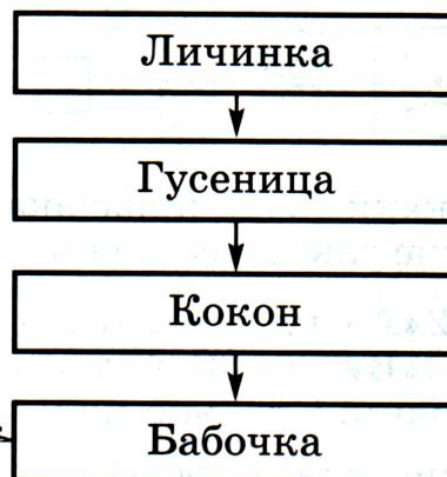 Личинка
Гусеница
Кокон
Бабочка